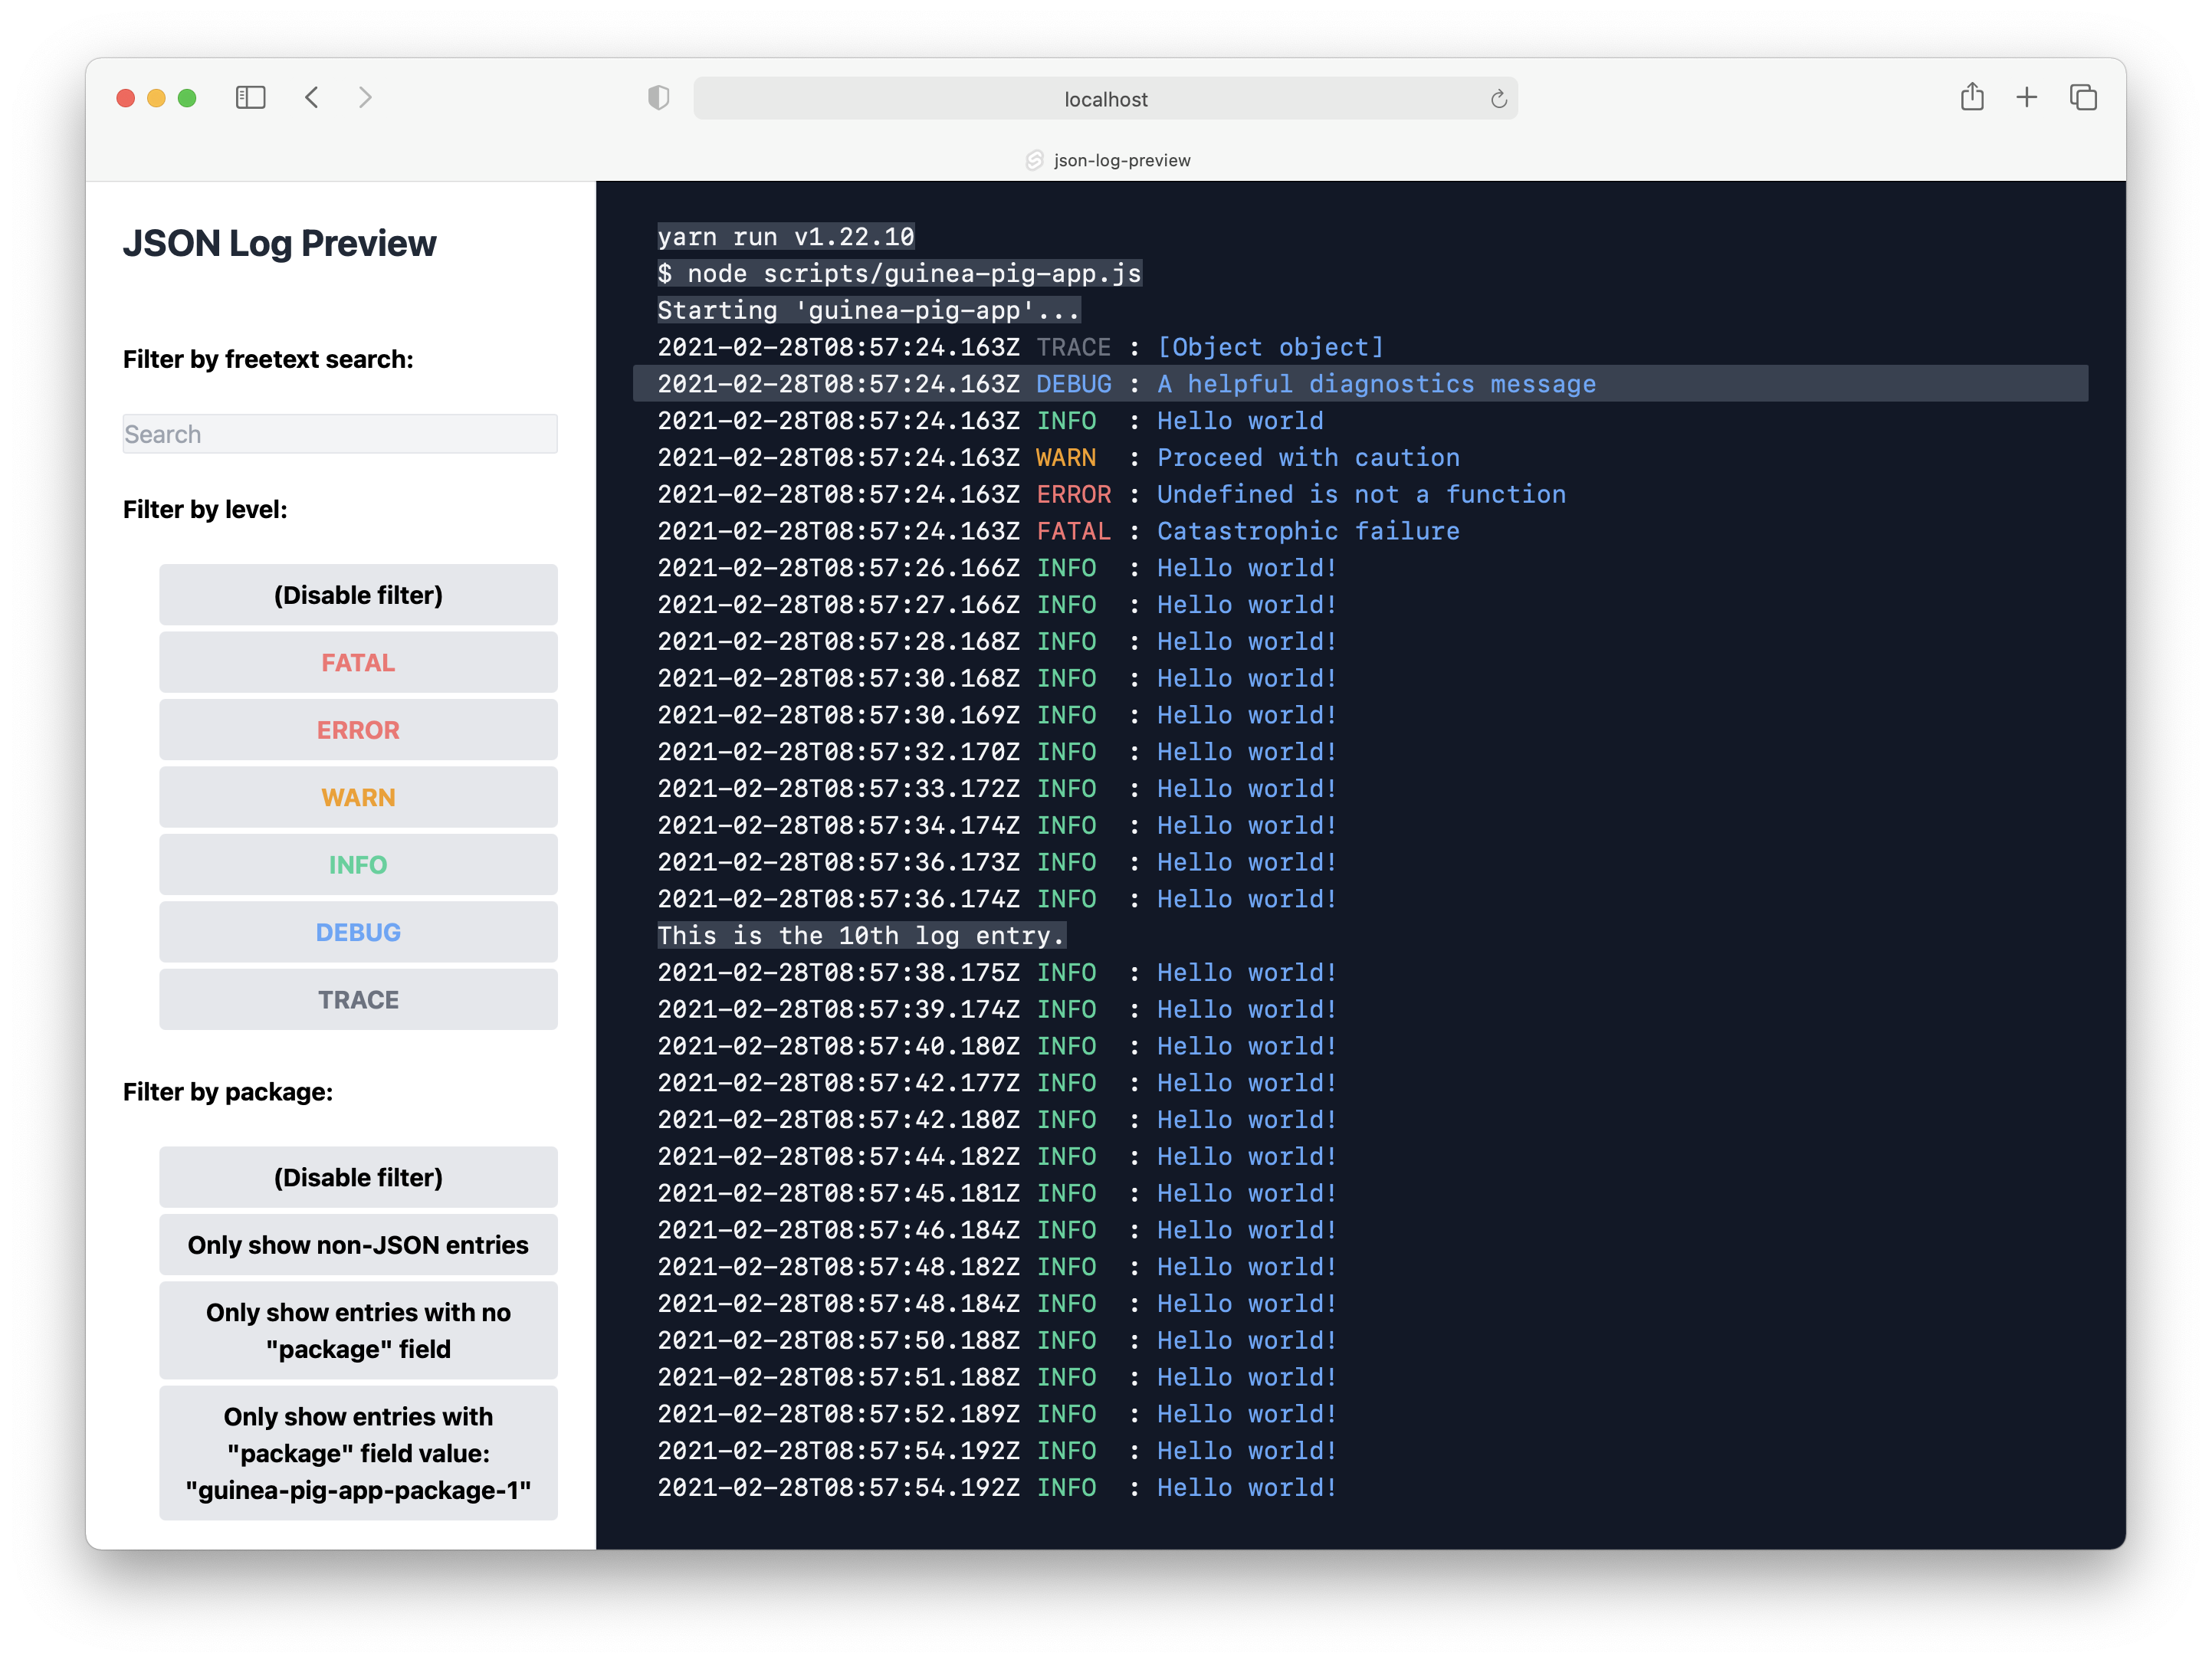 localhost
json-log-preview
JSON Log Preview
Filter by freetext search:
Search
Filter by level:
(Disable filter)
FATAL
ERROR
WARN
INFO
DEBUG
TRACE
Filter by package:
(Disable filter)
Only show non-JSON entries
Only show entries with no
"package" field
Only show entries with
"package" field value:
"guinea-pig-app-package-1"
yarn run v1.22.10
$ node scripts/guinea-pig-app.js
Starting 'guinea-pig-app'...
2021-02-28T08:57:24.163Z TRACE : [Object object]
2021-02-28T08:57:24.163Z DEBUG : A helpful diagnostics message
2021-02-28T08:57:24.163Z INFO : Hello world
2021-02-28T08:57:24.163Z WARN : Proceed with caution
2021-02-28T08:57:24.163Z ERROR : Undefined is not a function
2021-02-28T08:57:24.163Z FATAL : Catastrophic failure
2021-02-28T08:57:26.166Z INFO : Hello world!
2021-02-28T08:57:27.166Z INFO : Hello world!
2021-02-28T08:57:28.168Z INFO : Hello world!
2021-02-28T08:57:30.168Z INFO : Hello world!
2021-02-28T08:57:30.169Z INFO : Hello world!
2021-02-28T08:57:32.170Z INFO : Hello world!
2021-02-28T08:57:33.172Z INFO : Hello world!
2021-02-28T08:57:34.174Z INFO : Hello world!
2021-02-28T08:57:36.173Z INFO : Hello world!
2021-02-28T08:57:36.174Z INFO : Hello world!
This is the 10th log entry.
2021-02-28T08:57:38.175Z INFO : Hello world!
2021-02-28T08:57:39.174Z INFO : Hello world!
2021-02-28T08:57:40.180Z INFO : Hello world!
2021-02-28T08:57:42.177Z INFO : Hello world!
2021-02-28T08:57:42.180Z INFO : Hello world!
2021-02-28T08:57:44.182Z INFO : Hello world!
2021-02-28T08:57:45.181Z INFO : Hello world!
2021-02-28T08:57:46.184Z INFO : Hello world!
2021-02-28T08:57:48.182Z INFO : Hello world!
2021-02-28T08:57:48.184Z INFO : Hello world!
2021-02-28T08:57:50.188Z INFO : Hello world!
2021-02-28T08:57:51.188Z INFO : Hello world!
2021-02-28T08:57:52.189Z INFO : Hello world!
2021-02-28T08:57:54.192Z INFO : Hello world!
2021-02-28T08:57:54.192Z INFO : Hello world!